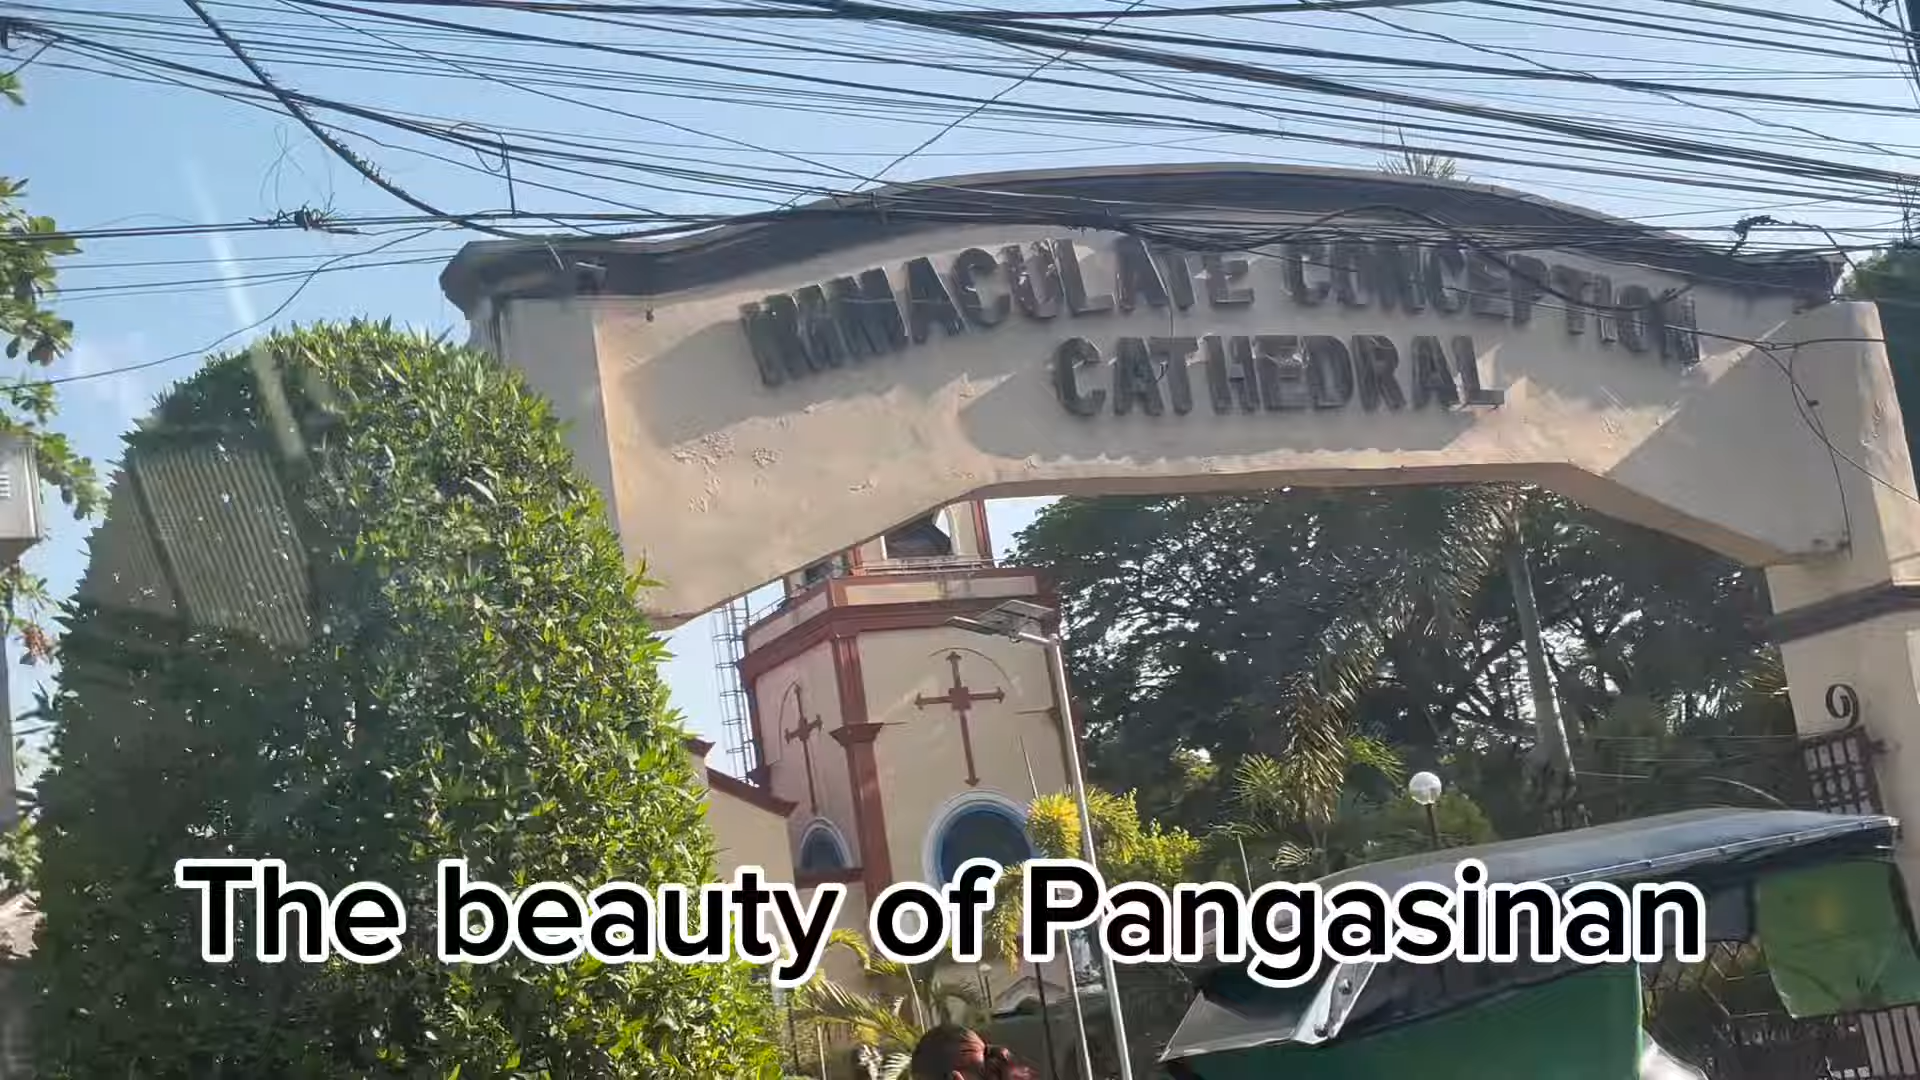 IMMACULATE CONCEPTION
CATHEDRAL
The beauty of Pangasinan